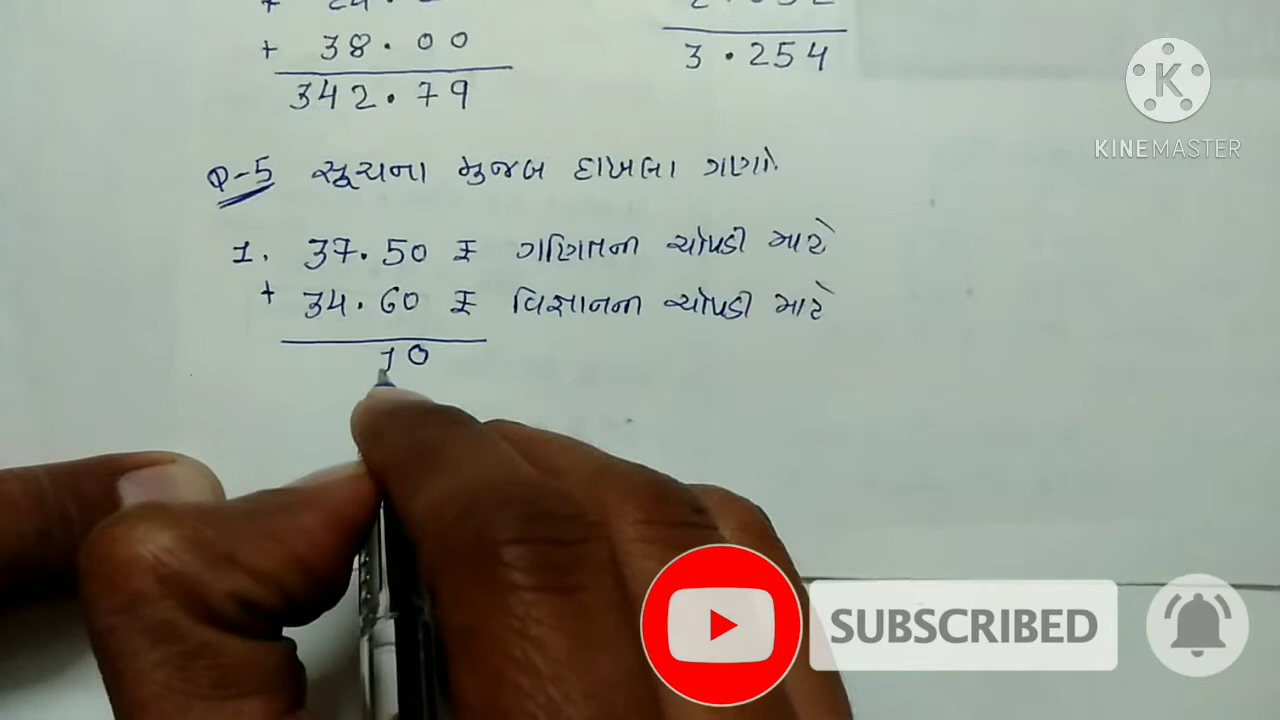 + 38.00
342.79
3.254
K
KINEMASTER
Q-5 સૂચના મુજબ દાખલા ગણો.
1. 37.50 ₹ ગણિતની ચોપડી માટે
+ 34.60 ₹ વિજ્ઞાનની ચોપડી માટે
10
SUBSCRIBED